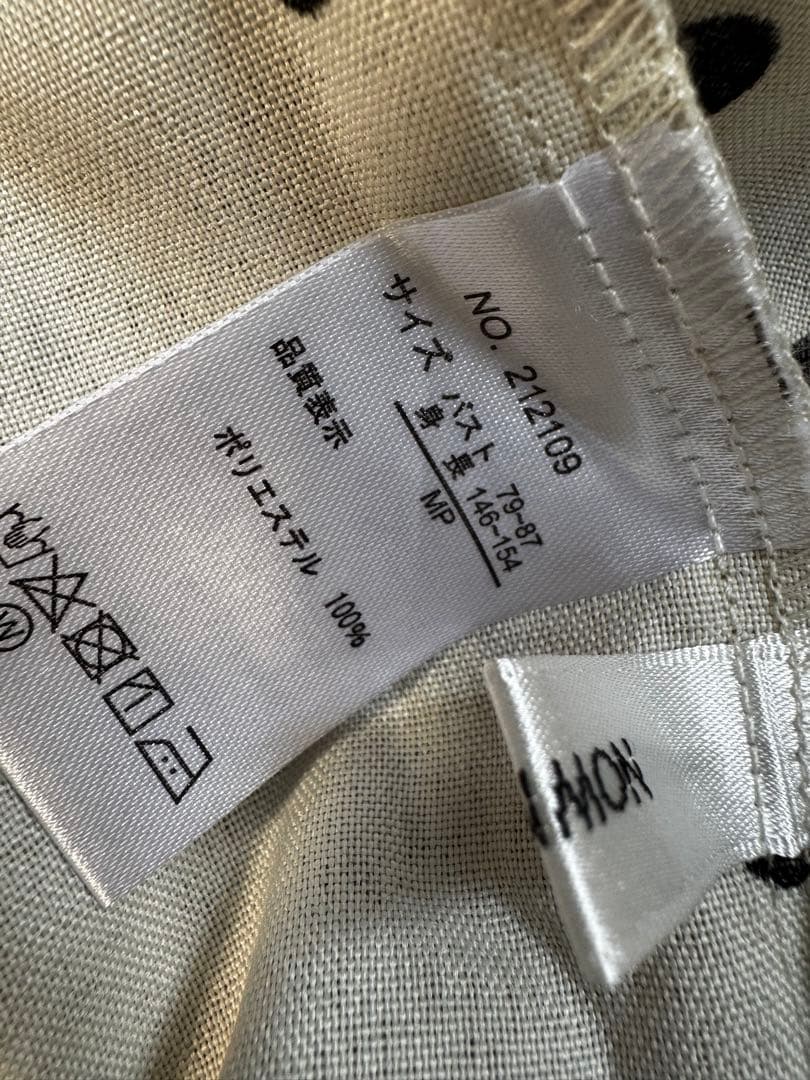 NO. 212109
サイズ
バスト 79~87
身長 146~154
MP
品質表示
ポリエステル 100%
W